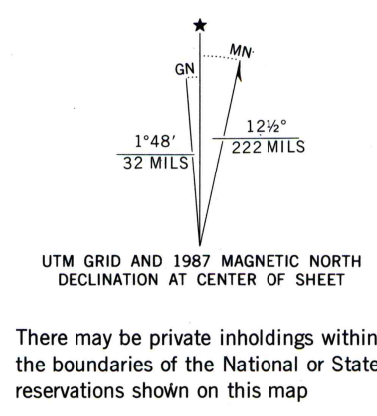 ★
MN
GN
1°48'
32 MILS
12½°
222 MILS
UTM GRID AND 1987 MAGNETIC NORTH
DECLINATION AT CENTER OF SHEET
There may be private inholdings within
the boundaries of the National or State
reservations shown on this map